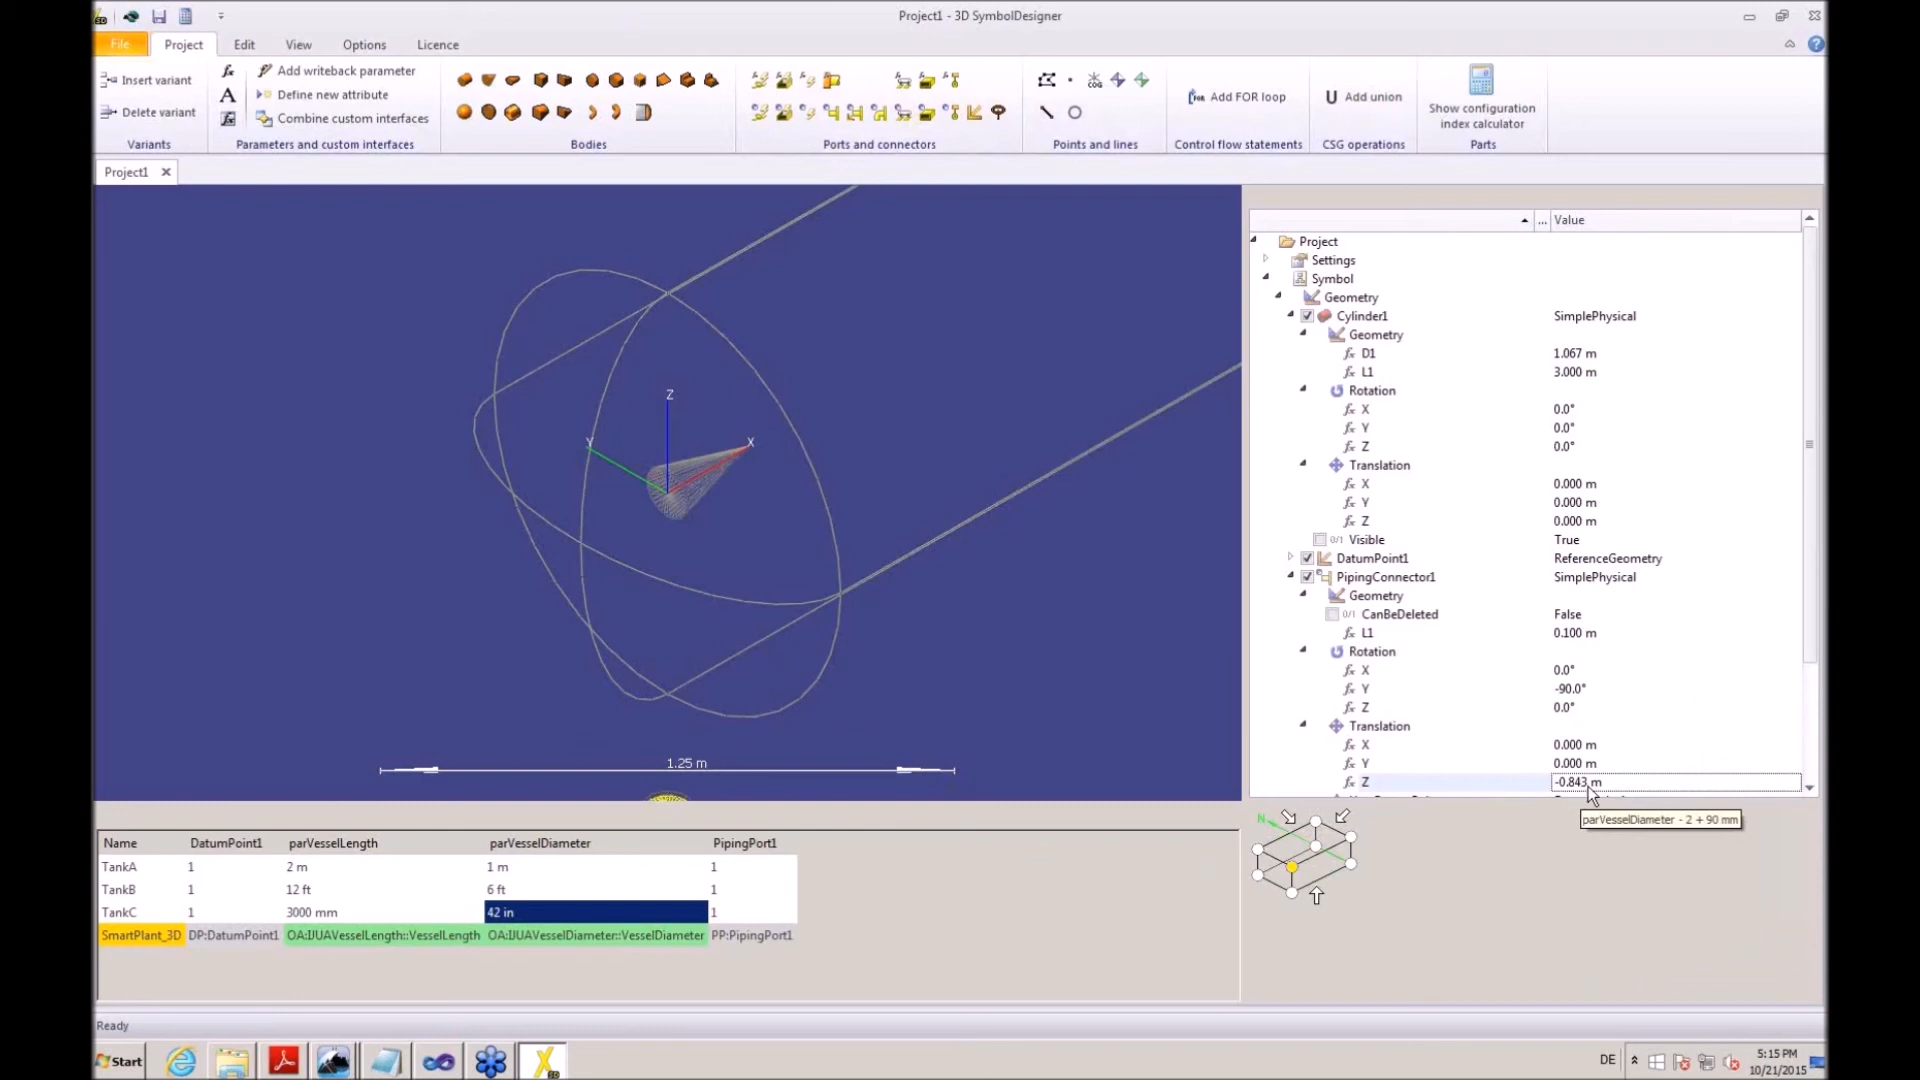 Project1 - 3D SymbolDesigner
File Project Edit View Options Licence
Insert variant
Delete variant
Variants
Add writeback parameter
Define new attribute
Combine custom interfaces
Parameters and custom interfaces
Bodies
Ports and connectors
Points and lines
Add FOR loop
Control flow statements
Add union
CSG operations
Show configuration
index calculator
Parts
Project1
Value
Project
Settings
Symbol
Geometry
Cylinder1 SimplePhysical
Geometry
D1 1.067 m
L1 3.000 m
Rotation
X 0.0°
Y 0.0°
Z 0.0°
Translation
X 0.000 m
Y 0.000 m
Z 0.000 m
Visible True
DatumPoint1 ReferenceGeometry
PipingConnector1 SimplePhysical
Geometry
CanBeDeleted False
L1 0.100 m
Rotation
X 0.0°
Y -90.0°
Z 0.0°
Translation
X 0.000 m
Y 0.000 m
Z -0.843 m
parVesselDiameter - 2 + 90 mm
Z
Y
X
1.25 m
N
Name DatumPoint1 parVesselLength parVesselDiameter PipingPort1
TankA 1 2 m 1 m 1
TankB 1 12 ft 6 ft 1
TankC 1 3000 mm 42 in 1
SmartPlant_3D DP:DatumPoint1 OA:IJUAVesselLength::VesselLength OA:IJUAVesselDiameter::VesselDiameter PP:PipingPort1
Ready
Start
DE
5:15 PM
10/21/2015